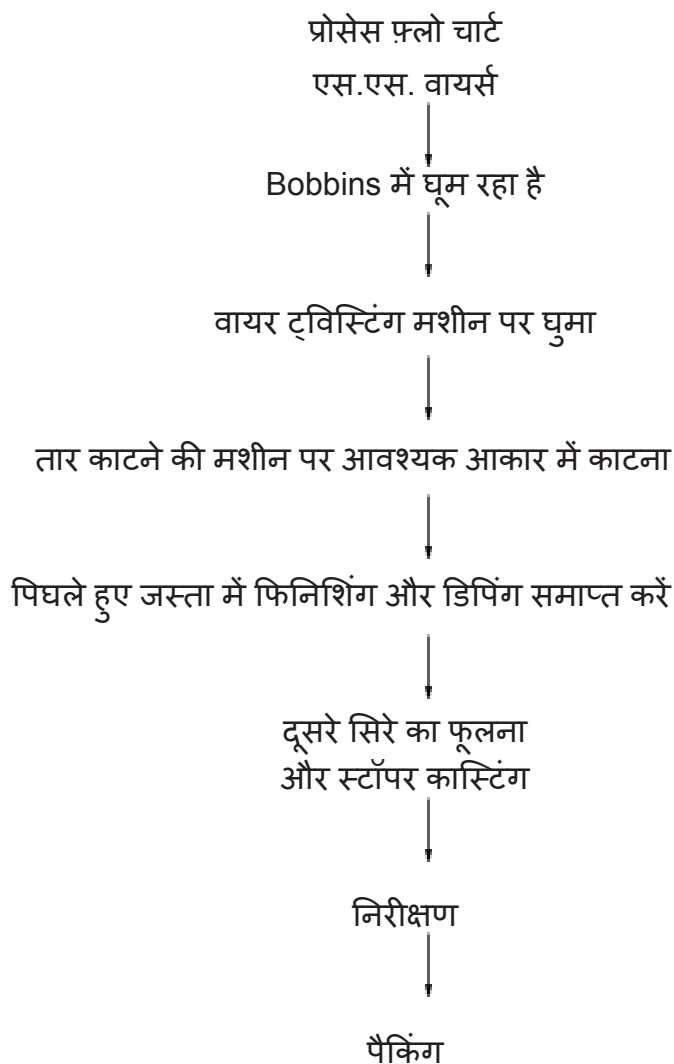 प्रोसेस फ़्लो चार्ट
एस.एस. वायर्स
Bobbins में घूम रहा है
वायर ट्विस्टिंग मशीन पर घुमा
तार काटने की मशीन पर आवश्यक आकार में काटना
पिघले हुए जस्ता में फिनिशिंग और डिपिंग समाप्त करें
दूसरे सिरे का फूलना
और स्टॉपर कास्टिंग
निरीक्षण
पैकिंग